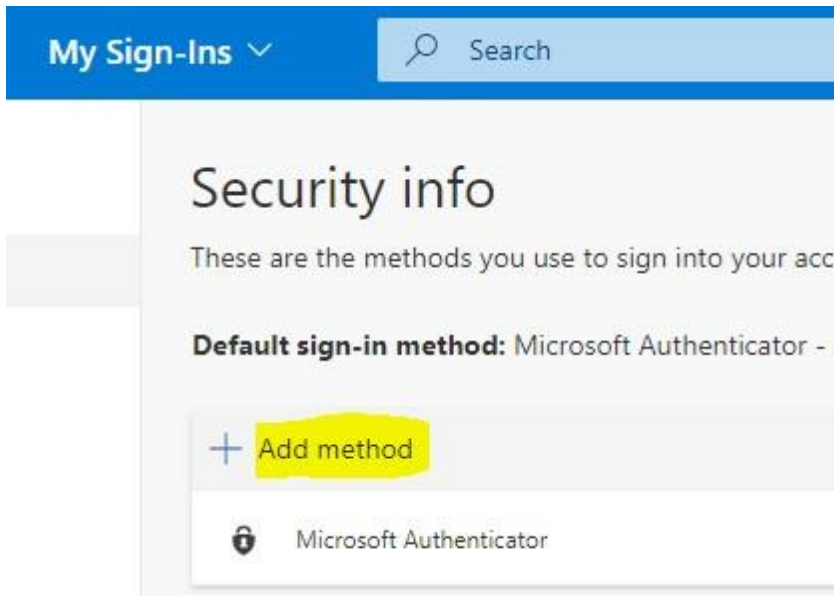 My Sign-Ins
Search
Security info
These are the methods you use to sign into your acc
Default sign-in method: Microsoft Authenticator -
+ Add method
Microsoft Authenticator